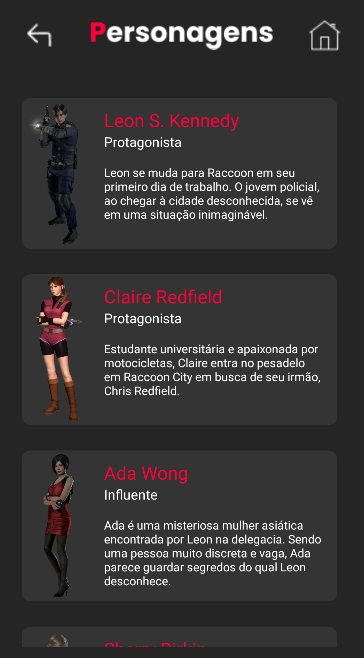 Personagens
Leon S. Kennedy
Protagonista
Leon se muda para Raccoon em seu
primeiro dia de trabalho. O jovem policial,
ao chegar à cidade desconhecida, se vê
em uma situação inimaginável.
Claire Redfield
Protagonista
Estudante universitária e apaixonada por
motocicletas, Claire entra no pesadelo
em Raccoon City em busca de seu irmão,
Chris Redfield.
Ada Wong
Influente
Ada é uma misteriosa mulher asiática
encontrada por Leon na delegacia. Sendo
uma pessoa muito discreta e vaga, Ada
parece guardar segredos do qual Leon
desconhece.